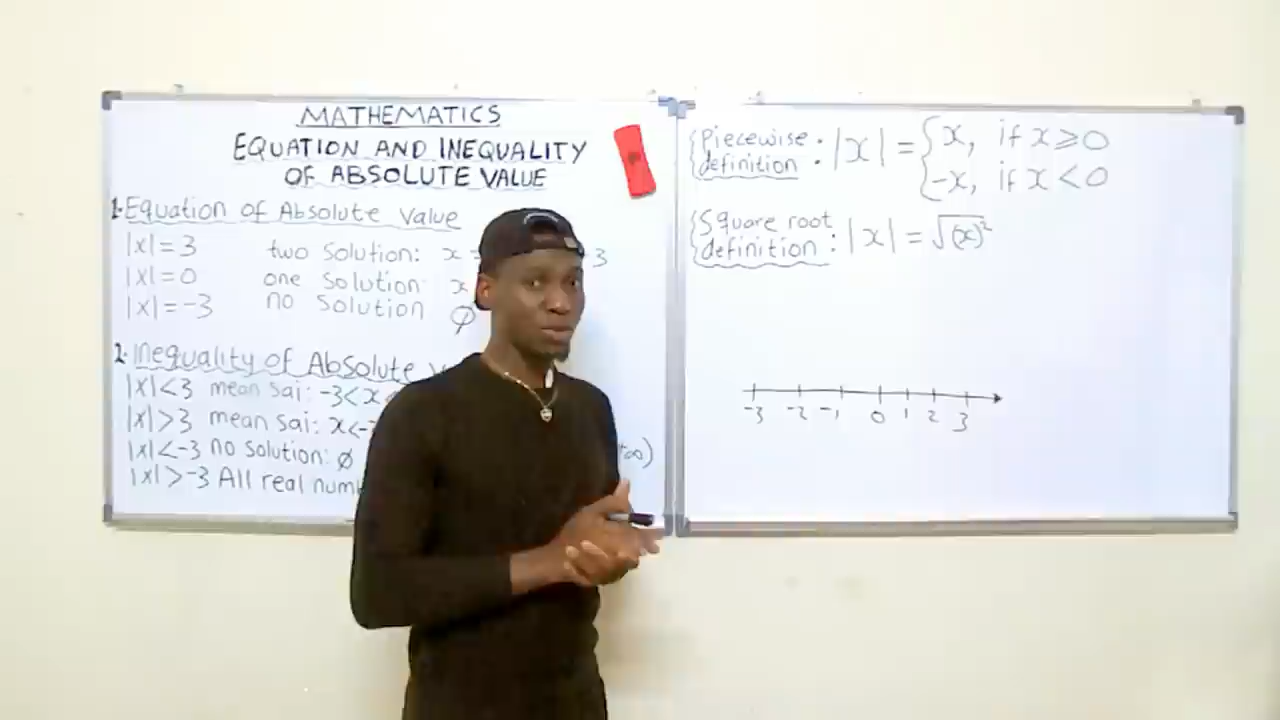 MATHEMATICS
EQUATION AND INEQUALITY
OF ABSOLUTE VALUE
1. Equation of Absolute Value
|x|=3 two solution: x = 3
|x|=0 one solution: x
|x|=-3 no solution ∅
2. Inequality of Absolute
|x|<3 mean sai: -3<x
|x|>3 mean sai: x<-
|x|<-3 no solution: ∅ +∞)
|x|>-3 All real
Piecewise
definition : |x| = { x, if x ≥ 0
-x, if x < 0
Square root
definition : |x| = √(x)²
-3 -2 -1 0 1 2 3